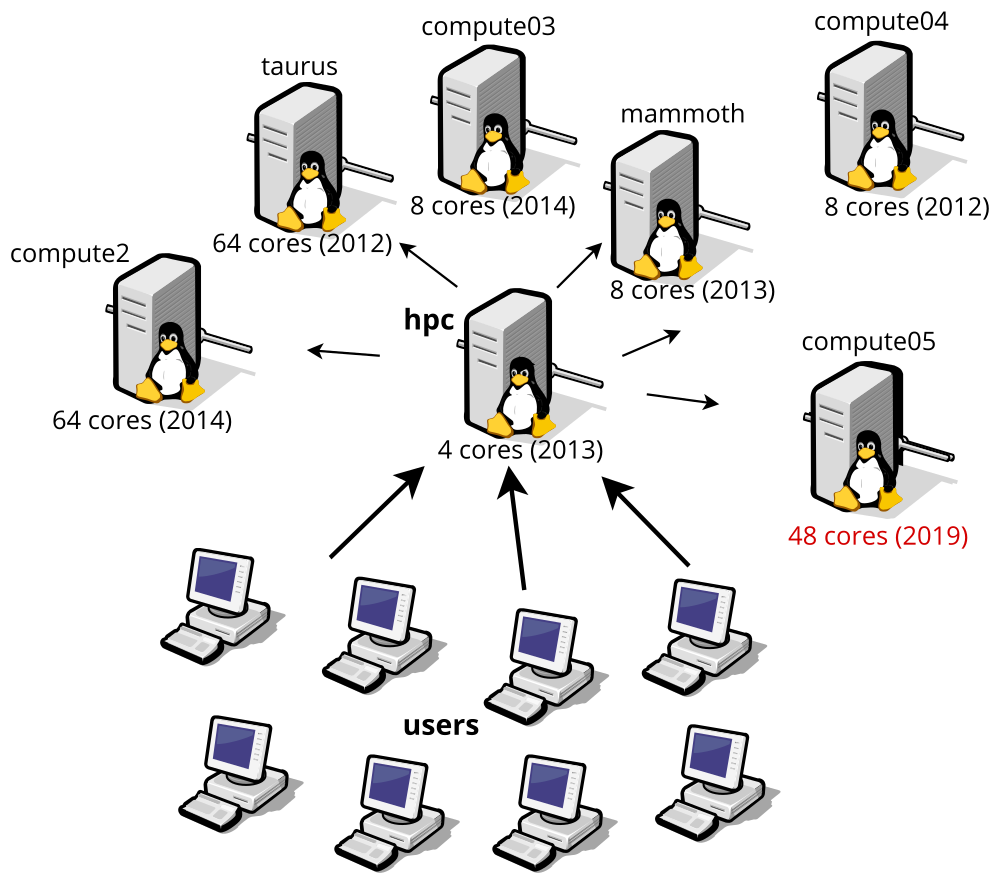 compute03
compute04
taurus
mammoth
8 cores (2014)
8 cores (2012)
64 cores (2012)
compute2
8 cores (2013)
hpc
compute05
64 cores (2014)
4 cores (2013)
48 cores (2019)
users